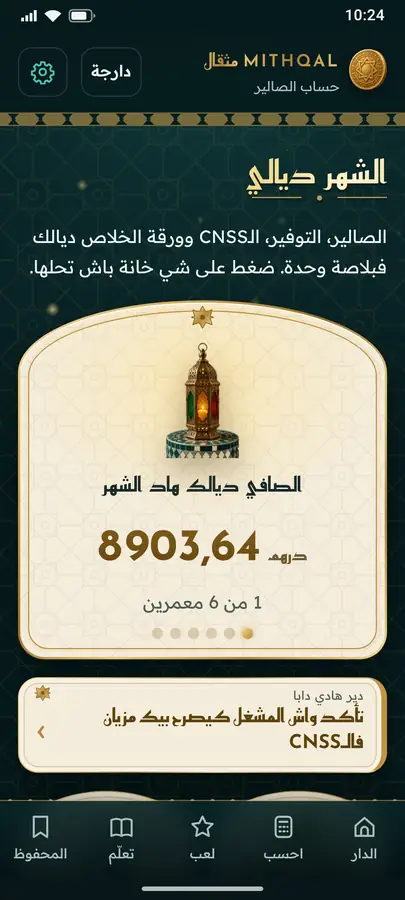 10:24
MITHQAL مثقال
حساب الصالير
دارجة
الشهر ديالي
الصالير، التوفير، الـCNSS وورقة الخلاص ديالك
فبلاصة وحدة. ضغط على شي خانة باش تحلها.
الصافي ديالك هاد الشهر
8903,64 درهم
1 من 6 معمرين
دير هادي دابا
تأكد واش المشغل كيصرح بيك مزيان
فالـCNSS
الدار
احسب
لعب
تعلّم
المحفوظ